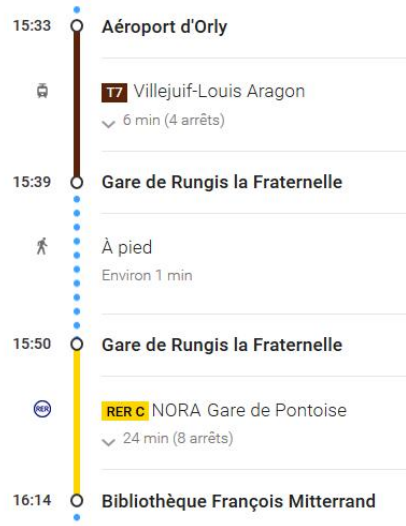 15:33 Aéroport d'Orly
T7 Villejuif-Louis Aragon
6 min (4 arrêts)
15:39 Gare de Rungis la Fraternelle
À pied
Environ 1 min
15:50 Gare de Rungis la Fraternelle
RER RER C NORA Gare de Pontoise
24 min (8 arrêts)
16:14 Bibliothèque François Mitterrand